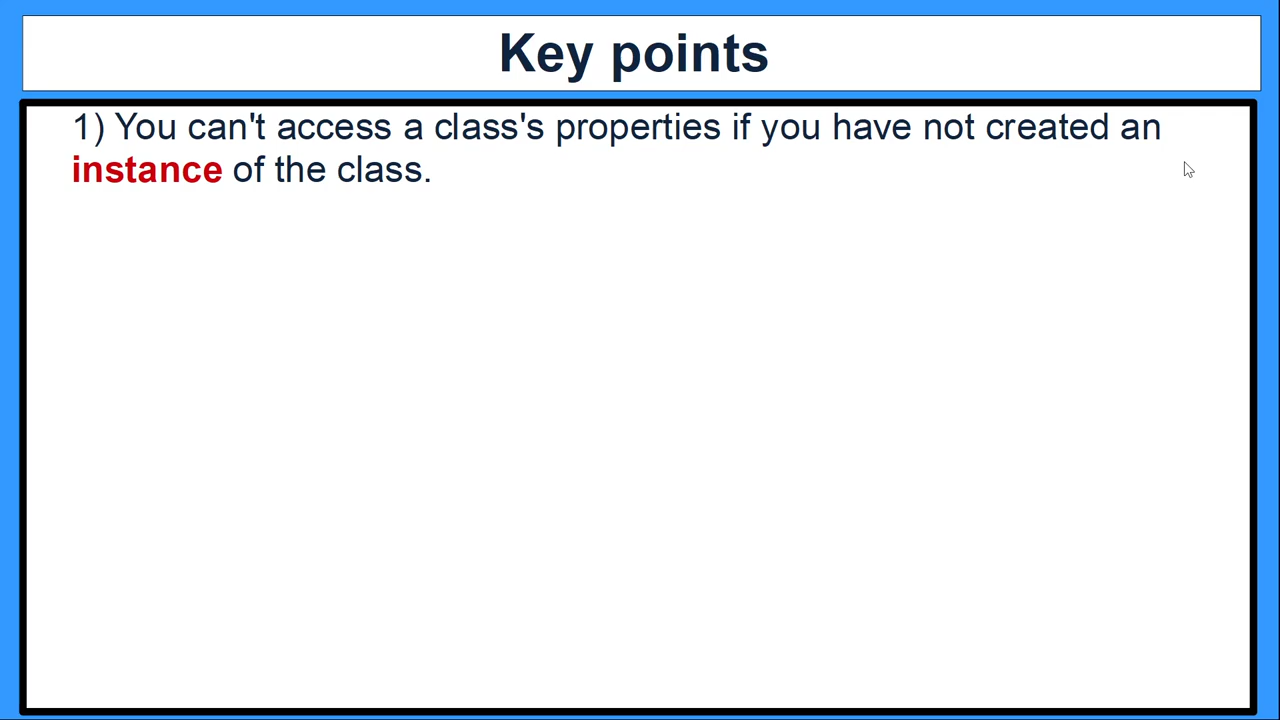 Key points
1) You can't access a class's properties if you have not created an
instance of the class.